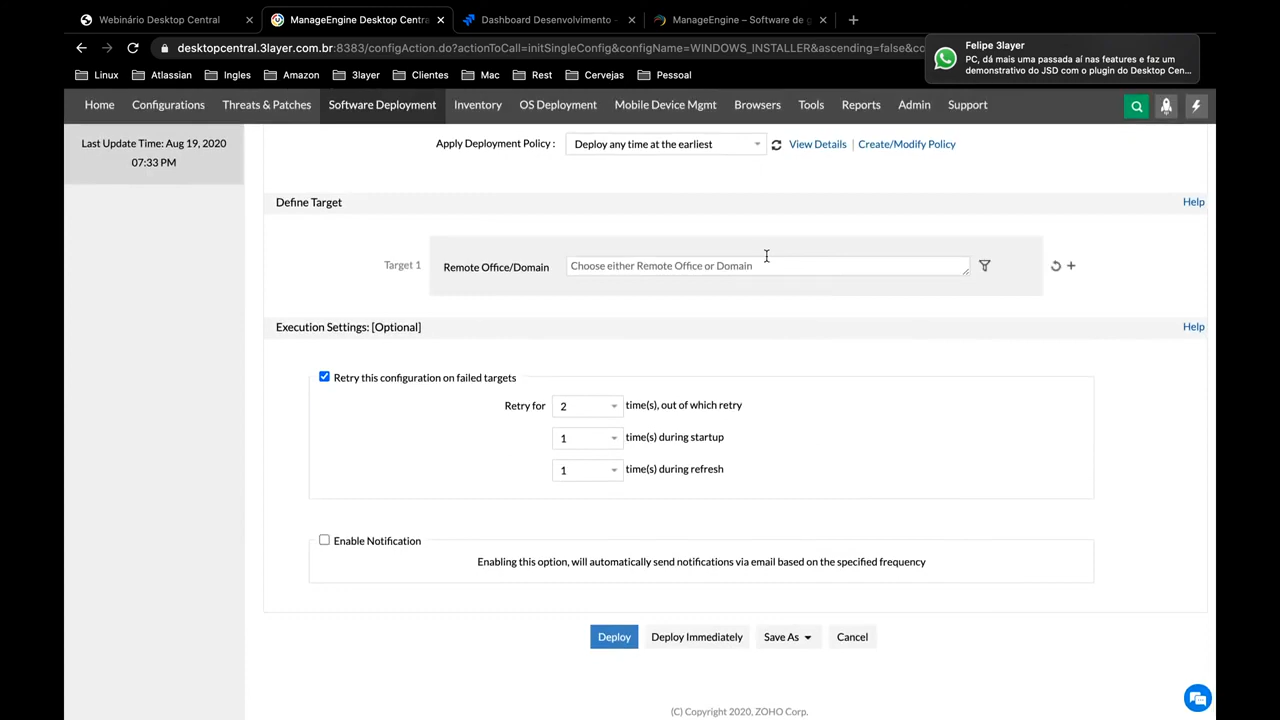 Webinário Desktop Central
ManageEngine Desktop Centra
Dashboard Desenvolvimento -
ManageEngine – Software de g
desktopcentral.3layer.com.br:8383/configAction.do?actionToCall=initSingleConfig&configName=WINDOWS_INSTALLER&ascending=false&co
Felipe 3layer
PC, dá mais uma passada aí nas features e faz um
demonstrativo do JSD com o plugin do Desktop Cen...
Linux
Atlassian
Ingles
Amazon
3layer
Clientes
Mac
Rest
Cervejas
Pessoal
Home
Configurations
Threats & Patches
Software Deployment
Inventory
OS Deployment
Mobile Device Mgmt
Browsers
Tools
Reports
Admin
Support
Last Update Time: Aug 19, 2020
07:33 PM
Apply Deployment Policy : Deploy any time at the earliest View Details | Create/Modify Policy
Define Target Help
Target 1 Remote Office/Domain Choose either Remote Office or Domain
Execution Settings: [Optional] Help
Retry this configuration on failed targets
Retry for 2 time(s), out of which retry
1 time(s) during startup
1 time(s) during refresh
Enable Notification
Enabling this option, will automatically send notifications via email based on the specified frequency
Deploy Deploy Immediately Save As Cancel
(C) Copyright 2020, ZOHO Corp.